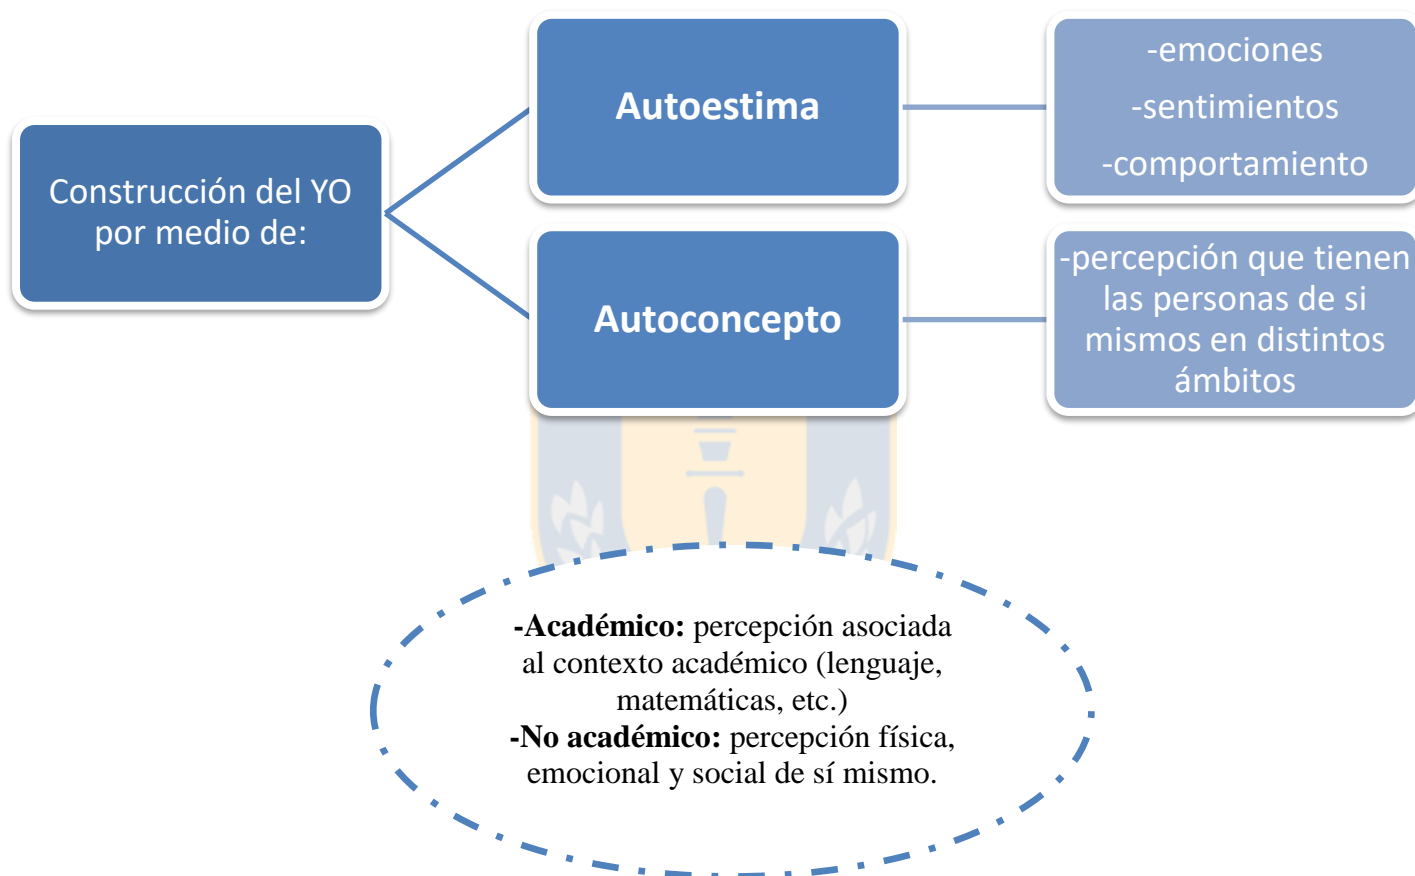 Construcción del YO
por medio de:
Autoestima
-emociones
-sentimientos
-comportamiento
Autoconcepto
-percepción que tienen
las personas de si
mismos en distintos
ámbitos
-Académico: percepción asociada
al contexto académico (lenguaje,
matemáticas, etc.)
-No académico: percepción física,
emocional y social de sí mismo.